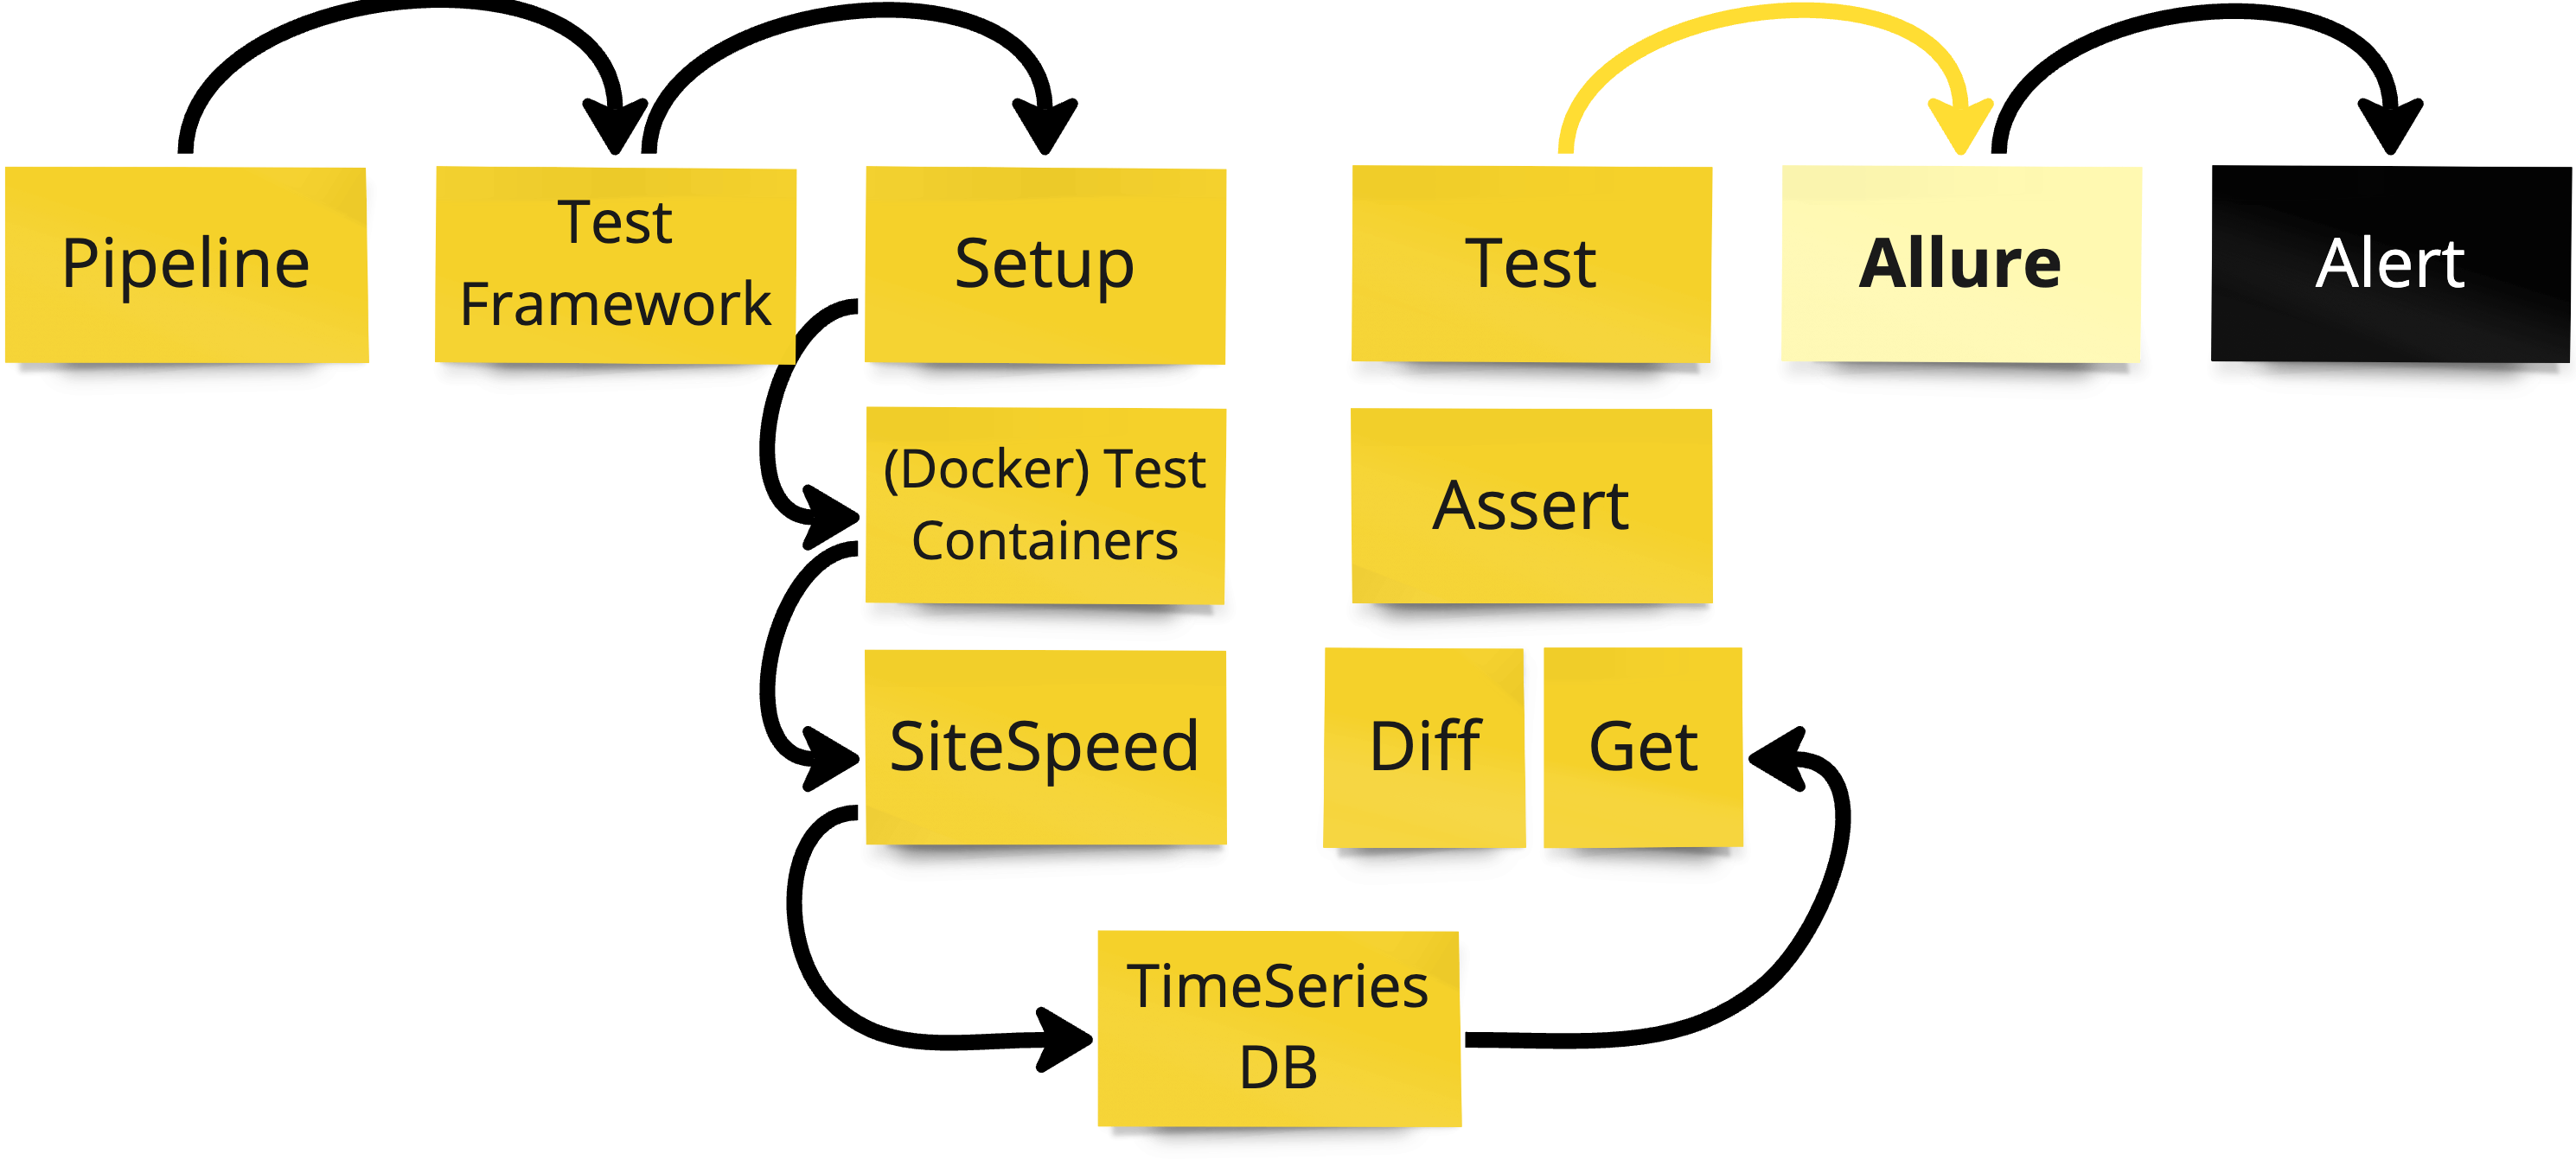 Pipeline
Test
Framework
Setup
Test
Allure
Alert
(Docker) Test
Containers
Assert
SiteSpeed
Diff
Get
TimeSeries
DB